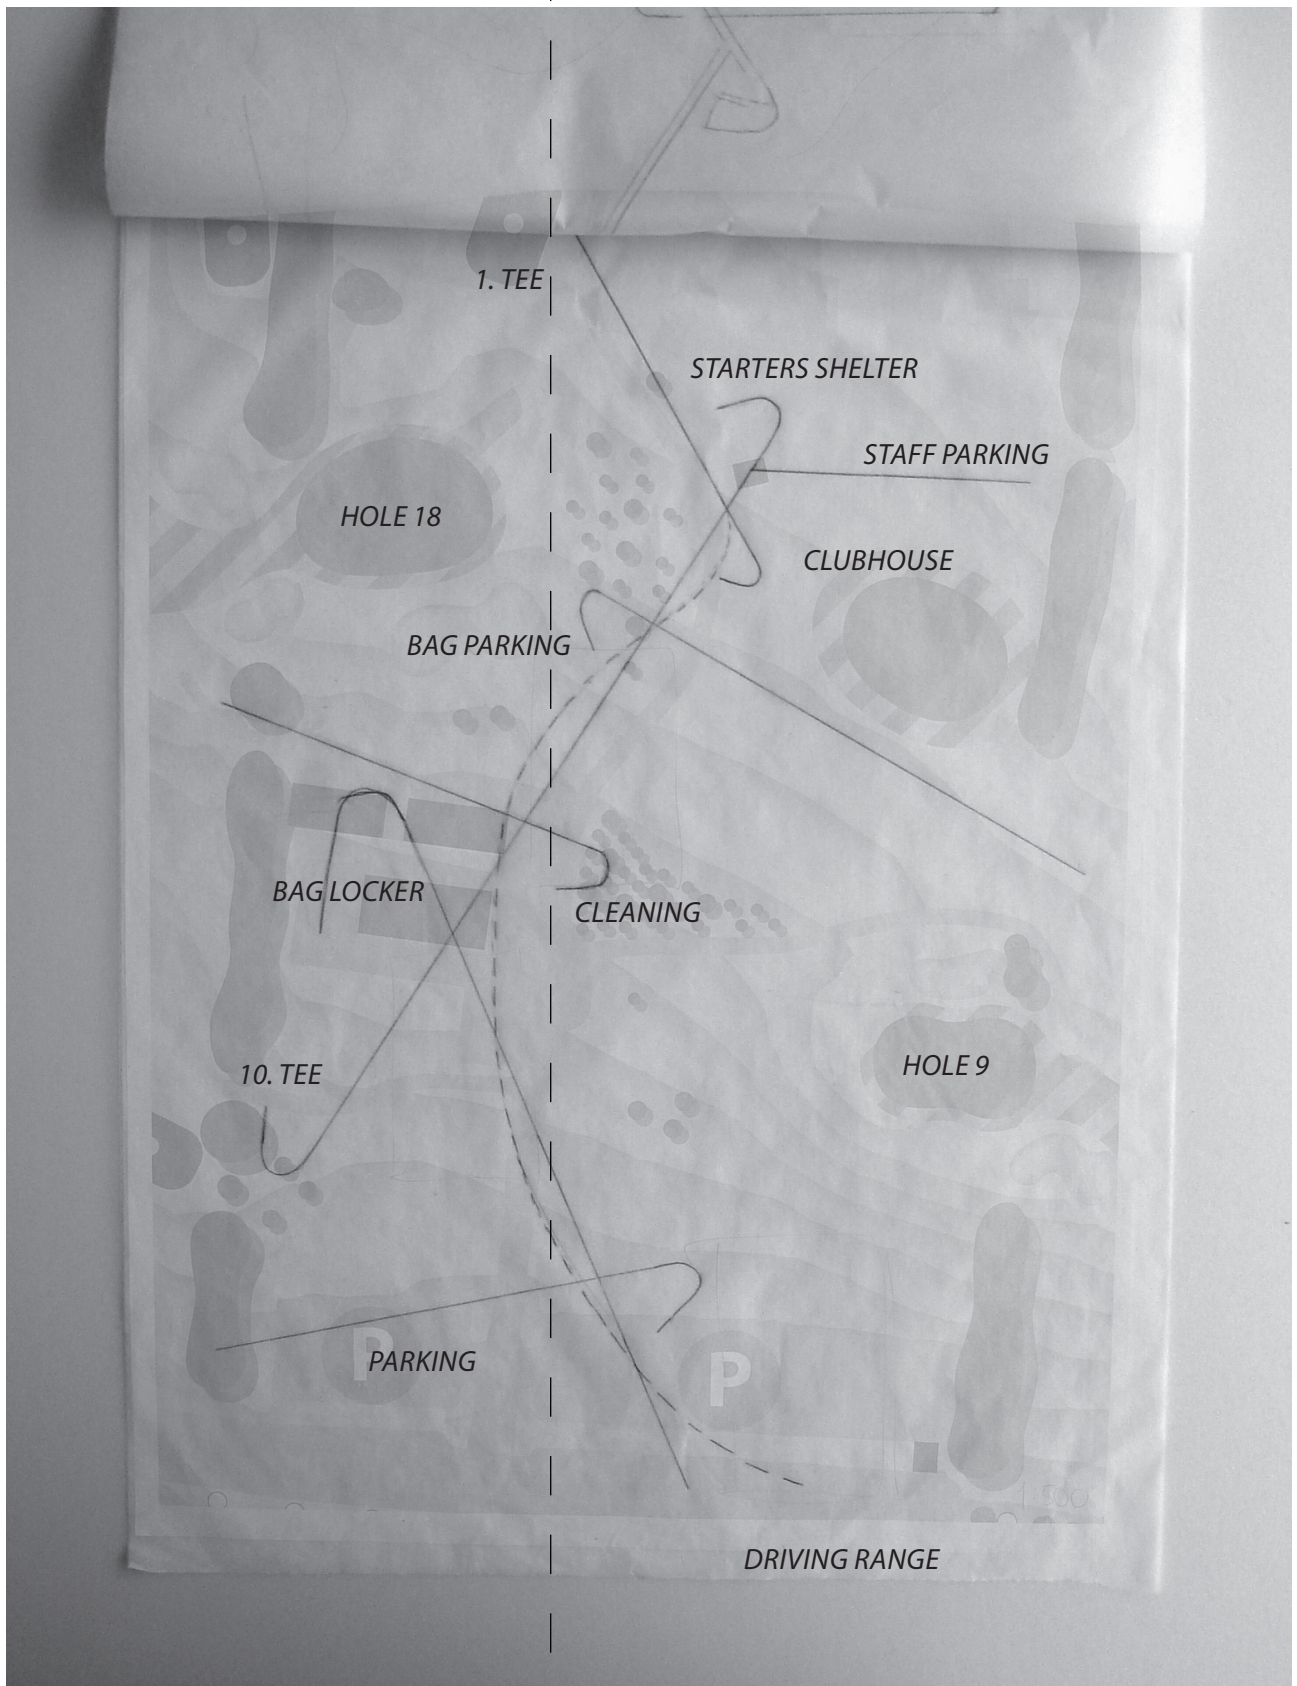 1. TEE
STARTERS SHELTER
STAFF PARKING
HOLE 18
CLUBHOUSE
BAG PARKING
BAG LOCKER
CLEANING
HOLE 9
10. TEE
PARKING
P
P
DRIVING RANGE